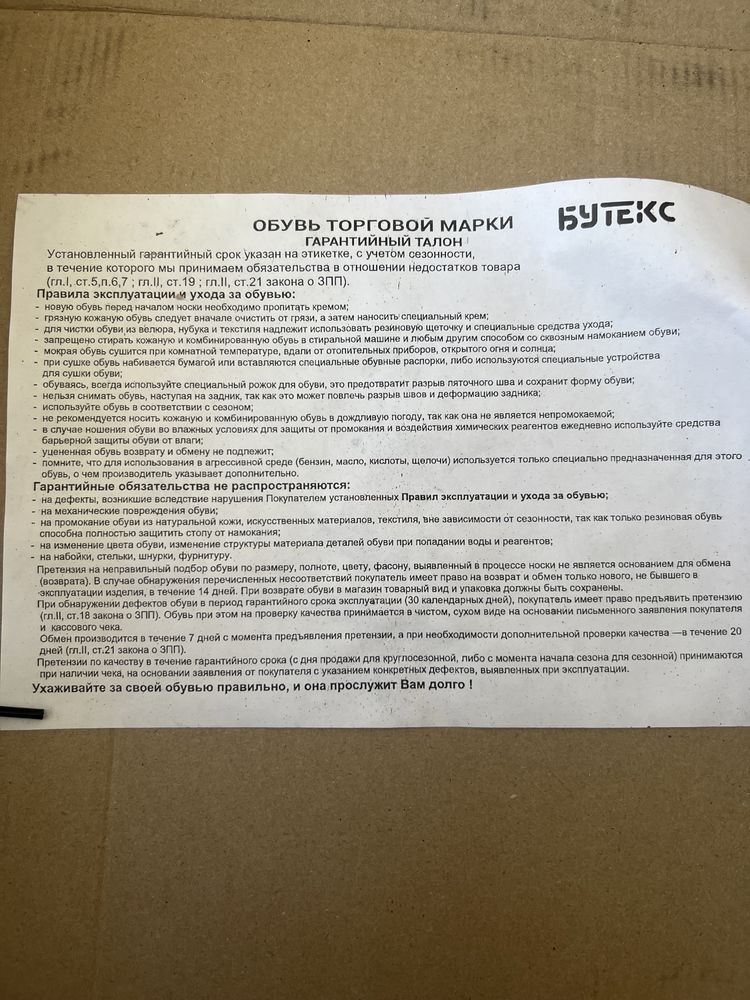 БУТЕКС
ОБУВЬ ТОРГОВОЙ МАРКИ
ГАРАНТИЙНЫЙ ТАЛОН
Установленный гарантийный срок указан на этикетке, с учетом сезонности,
в течение которого мы принимаем обязательства в отношении недостатков товара
(гл.I, ст.5,п.6,7 ; гл.II, ст.19 ; гл.II, ст.21 закона о ЗПП).
Правила эксплуатации и ухода за обувью:
- новую обувь перед началом носки необходимо пропитать кремом;
- грязную кожаную обувь следует вначале очистить от грязи, а затем наносить специальный крем;
- для чистки обуви из велюра, нубука и текстиля надлежит использовать резиновую щеточку и специальные средства ухода;
- запрещено стирать кожаную и комбинированную обувь в стиральной машине и любым другим способом со сквозным намоканием обуви;
- мокрая обувь сушится при комнатной температуре, вдали от отопительных приборов, открытого огня и солнца;
- при сушке обувь набивается бумагой или вставляются специальные обувные распорки, либо используются специальные устройства
для сушки обуви;
- обуваясь, всегда используйте специальный рожок для обуви, это предотвратит разрыв пяточного шва и сохранит форму обуви;
- нельзя снимать обувь, наступая на задник, так как это может повлечь разрыв швов и деформацию задника;
- используйте обувь в соответствии с сезоном;
- не рекомендуется носить кожаную и комбинированную обувь в дождливую погоду, так как она не является непромокаемой;
- в случае ношения обуви во влажных условиях для защиты от промокания и воздействия химических реагентов ежедневно используйте средства
барьерной защиты обуви от влаги;
- уцененная обувь возврату и обмену не подлежит;
- помните, что для использования в агрессивной среде (бензин, масло, кислоты, щелочи) используется только специально предназначенная для этого
обувь, о чем производитель указывает дополнительно.
Гарантийные обязательства не распространяются:
- на дефекты, возникшие вследствие нарушения Покупателем установленных Правил эксплуатации и ухода за обувью;
- на механические повреждения обуви;
- на промокание обуви из натуральной кожи, искусственных материалов, текстиля, вне зависимости от сезонности, так как только резиновая обувь
способна полностью защитить стопу от намокания;
- на изменение цвета обуви, изменение структуры материала деталей обуви при попадании воды и реагентов;
- на набойки, стельки, шнурки, фурнитуру.
Претензия на неправильный подбор обуви по размеру, полноте, цвету, фасону, выявленный в процессе носки не является основанием для обмена
(возврата). В случае обнаружения перечисленных несоответствий покупатель имеет право на возврат и обмен только нового, не бывшего в
эксплуатации изделия, в течение 14 дней. При возврате обуви в магазин товарный вид и упаковка должны быть сохранены.
При обнаружении дефектов обуви в период гарантийного срока эксплуатации (30 календарных дней), покупатель имеет право предъявить претензию
(гл.II, ст.18 закона о ЗПП). Обувь при этом на проверку качества принимается в чистом, сухом виде на основании письменного заявления покупателя
и кассового чека.
Обмен производится в течение 7 дней с момента предъявления претензии, а при необходимости дополнительной проверки качества —в течение 20
дней (гл.II, ст.21 закона о ЗПП).
Претензии по качеству в течение гарантийного срока (с дня продажи для круглосезонной, либо с момента начала сезона для сезонной) принимаются
при наличии чека, на основании заявления от покупателя с указанием конкретных дефектов, выявленных при эксплуатации.
Ухаживайте за своей обувью правильно, и она прослужит Вам долго !